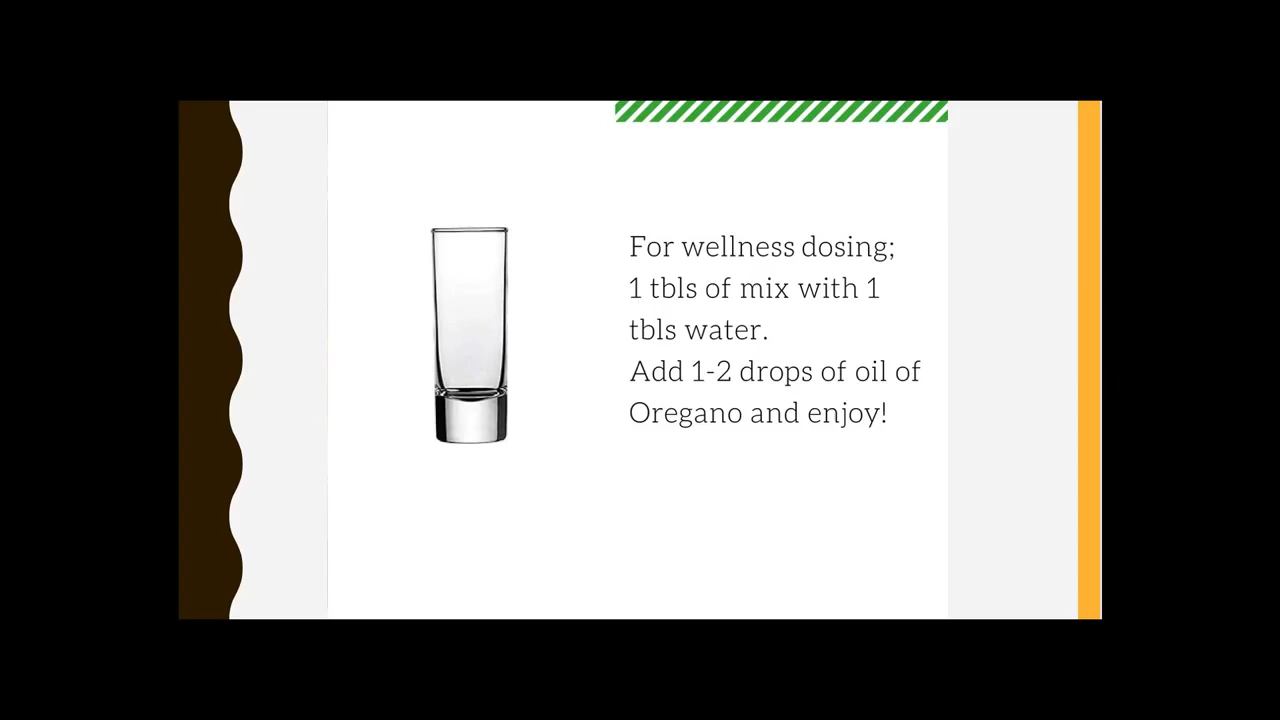 For wellness dosing;
1 tbls of mix with 1
tbls water.
Add 1-2 drops of oil of
Oregano and enjoy!